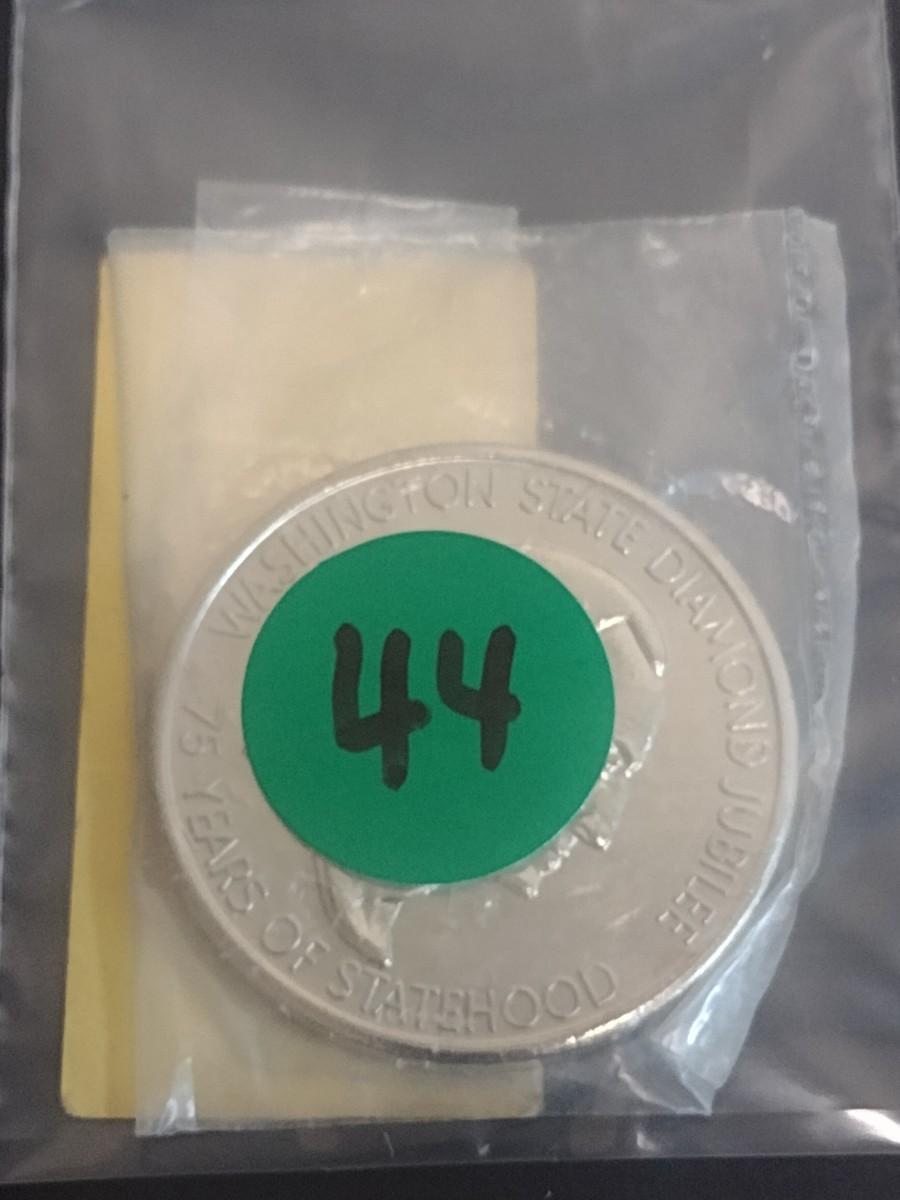 WASHINGTON STATE DIAMOND JUBILEE
75 YEARS OF STATEHOOD
44